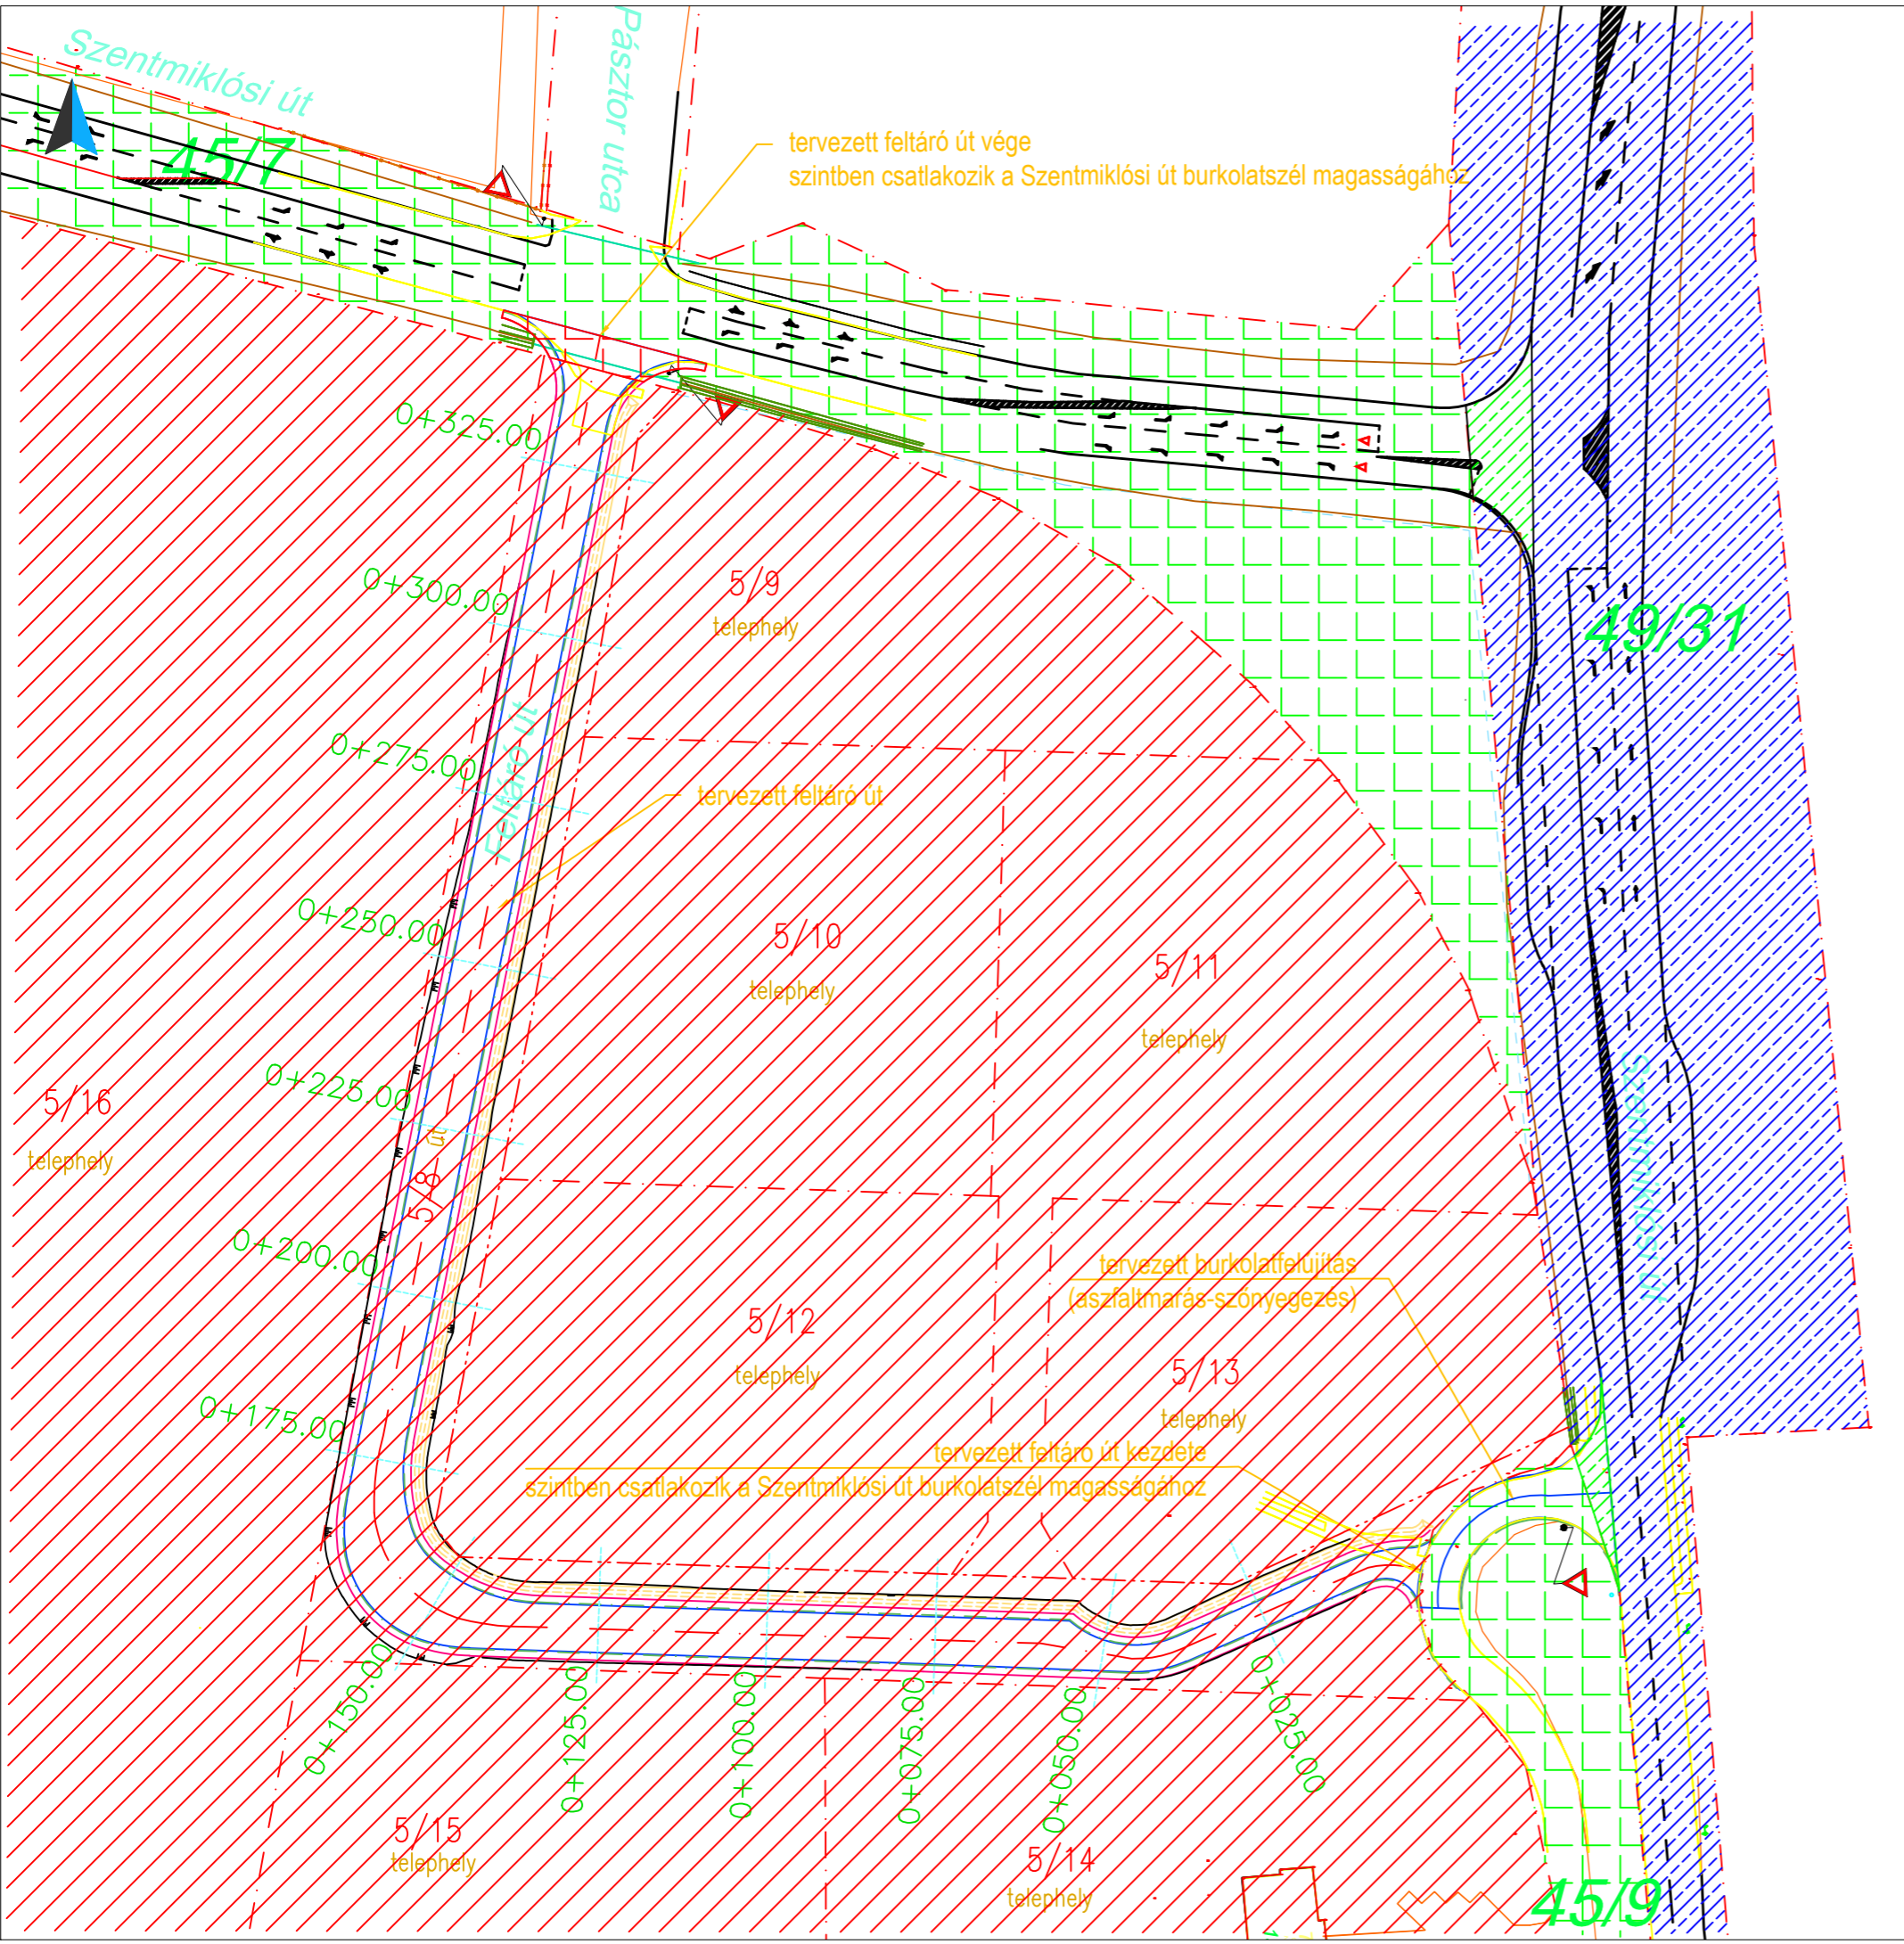 Szentmiklósi út
Pásztor utca
45/7
tervezett feltáró út vége
szintben csatlakozik a Szentmiklósi út burkolatszél magasságához
0+325.00
0+300.00
5/9
telephely
49/31
0+275.00
Feltáró út
tervezett feltáró út
0+250.00
5/10
telephely
5/11
telephely
0+225.00
5/16
telephely
út
5/8
Szentmiklósi út
0+200.00
tervezett burkolatfelújítás
(aszfaltmarás-szőnyegezés)
5/12
telephely
5/13
telephely
0+175.00
tervezett feltáró út kezdete
szintben csatlakozik a Szentmiklósi út burkolatszél magasságához
0+150.00
0+125.00
0+100.00
0+075.00
0+050.00
0+025.00
5/15
telephely
5/14
telephely
45/9